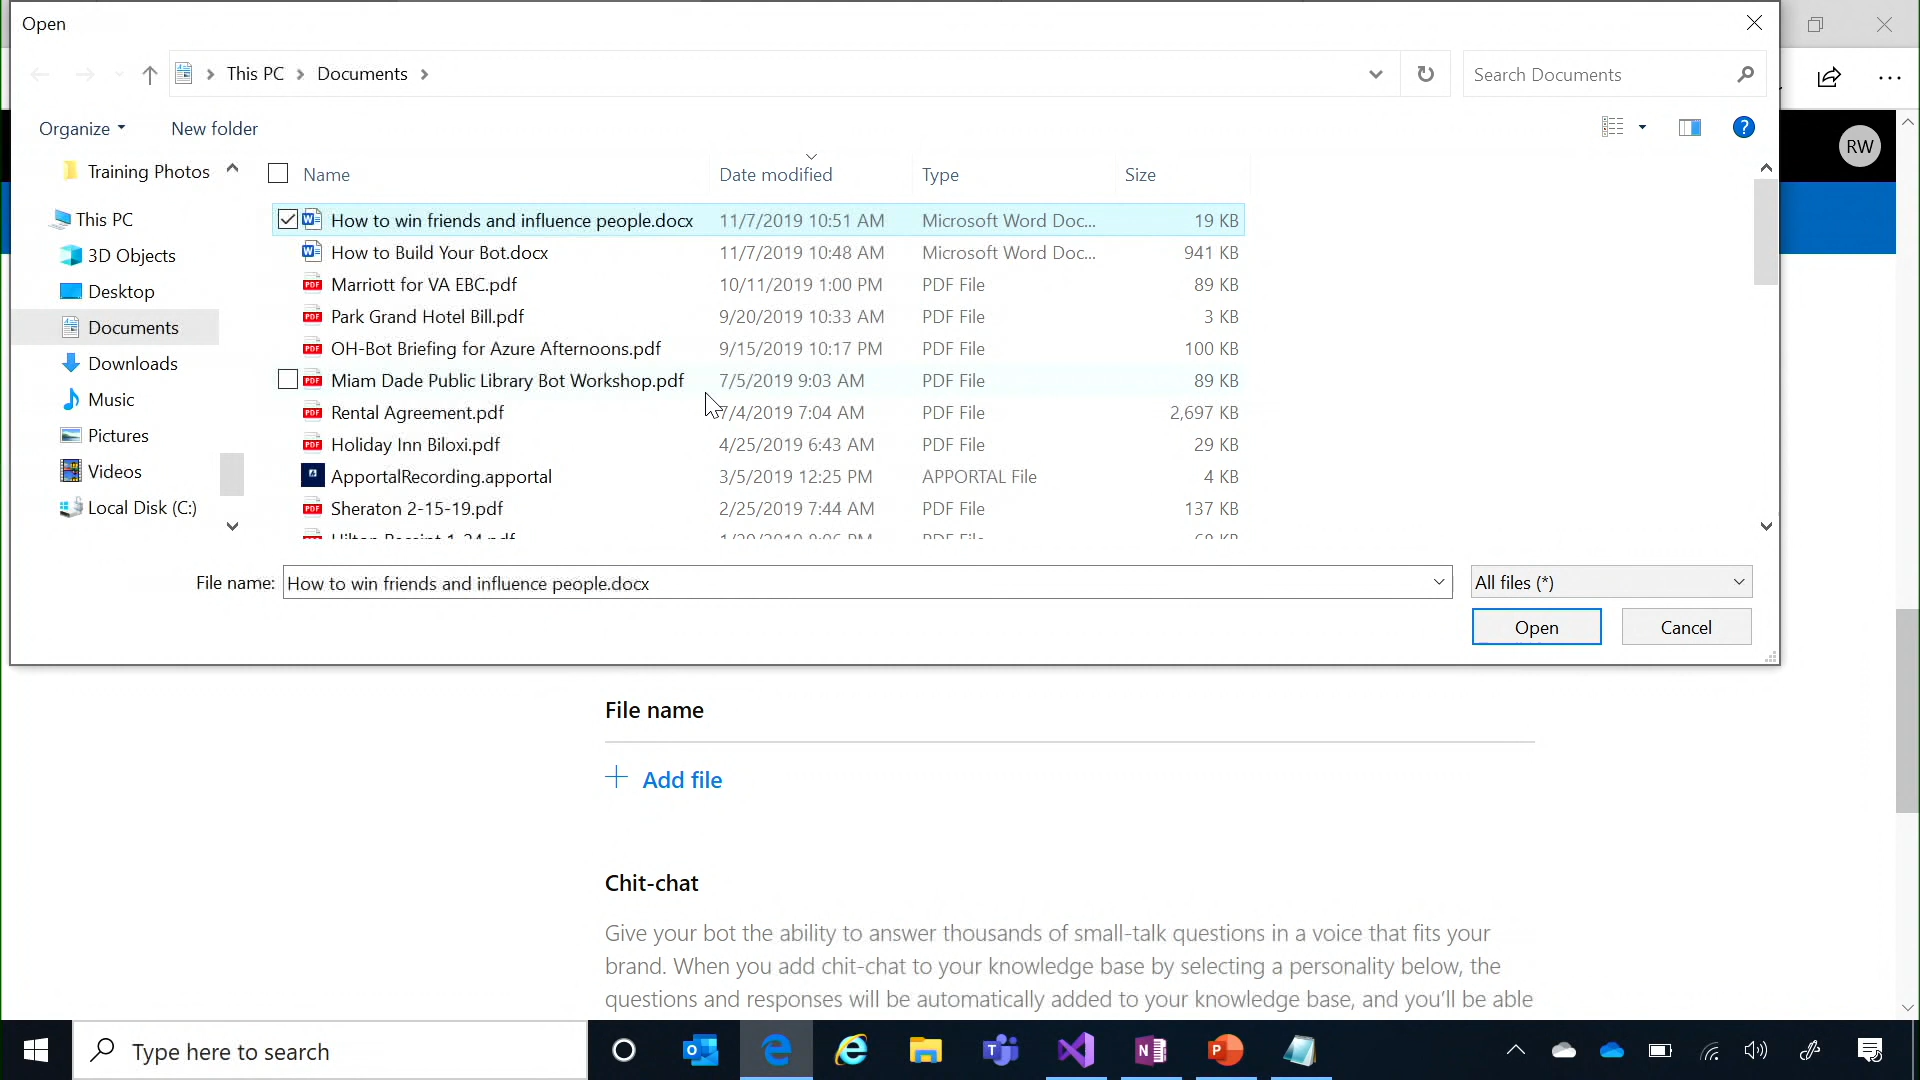 Open
This PC Documents
Search Documents
Organize
New folder
RW
Training Photos
This PC
3D Objects
Desktop
Documents
Downloads
Music
Pictures
Videos
Local Disk (C:)
Name Date modified Type Size
How to win friends and influence people.docx 11/7/2019 10:51 AM Microsoft Word Doc... 19 KB
How to Build Your Bot.docx 11/7/2019 10:48 AM Microsoft Word Doc... 941 KB
Marriott for VA EBC.pdf 10/11/2019 1:00 PM PDF File 89 KB
Park Grand Hotel Bill.pdf 9/20/2019 10:33 AM PDF File 3 KB
OH-Bot Briefing for Azure Afternoons.pdf 9/15/2019 10:17 PM PDF File 100 KB
Miam Dade Public Library Bot Workshop.pdf 7/5/2019 9:03 AM PDF File 89 KB
Rental Agreement.pdf 7/4/2019 7:04 AM PDF File 2,697 KB
Holiday Inn Biloxi.pdf 4/25/2019 6:43 AM PDF File 29 KB
ApportalRecording.apportal 3/5/2019 12:25 PM APPORTAL File 4 KB
Sheraton 2-15-19.pdf 2/25/2019 7:44 AM PDF File 137 KB
File name: How to win friends and influence people.docx
All files (*)
Open
Cancel
File name
+ Add file
Chit-chat
Give your bot the ability to answer thousands of small-talk questions in a voice that fits your
brand. When you add chit-chat to your knowledge base by selecting a personality below, the
questions and responses will be automatically added to your knowledge base, and you'll be able
Type here to search